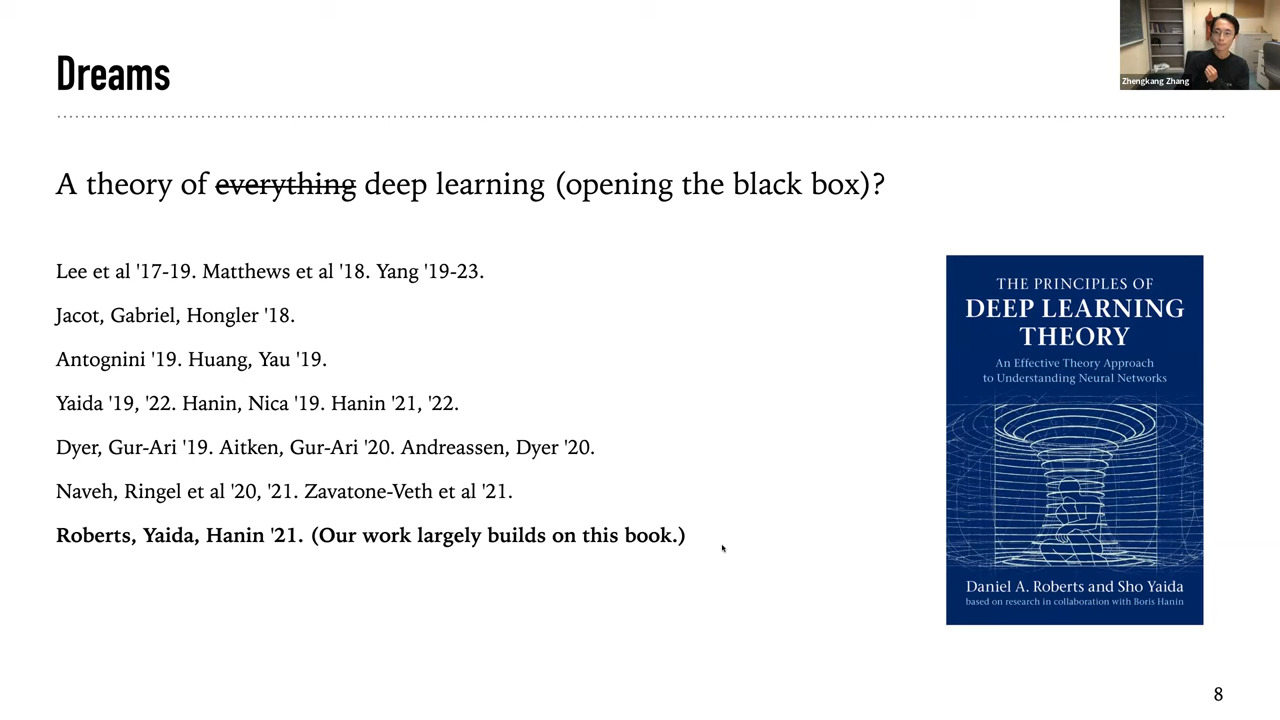 Dreams
Zhengkang Zhang
A theory of everything deep learning (opening the black box)?
Lee et al '17-19. Matthews et al '18. Yang '19-23.
Jacot, Gabriel, Hongler '18.
Antognini '19. Huang, Yau '19.
Yaida '19, '22. Hanin, Nica '19. Hanin '21, '22.
Dyer, Gur-Ari '19. Aitken, Gur-Ari '20. Andreassen, Dyer '20.
Naveh, Ringel et al '20, '21. Zavatone-Veth et al '21.
Roberts, Yaida, Hanin '21. (Our work largely builds on this book.)
THE PRINCIPLES OF
DEEP LEARNING
THEORY
An Effective Theory Approach
to Understanding Neural Networks
Daniel A. Roberts and Sho Yaida
based on research in collaboration with Boris Hanin
8